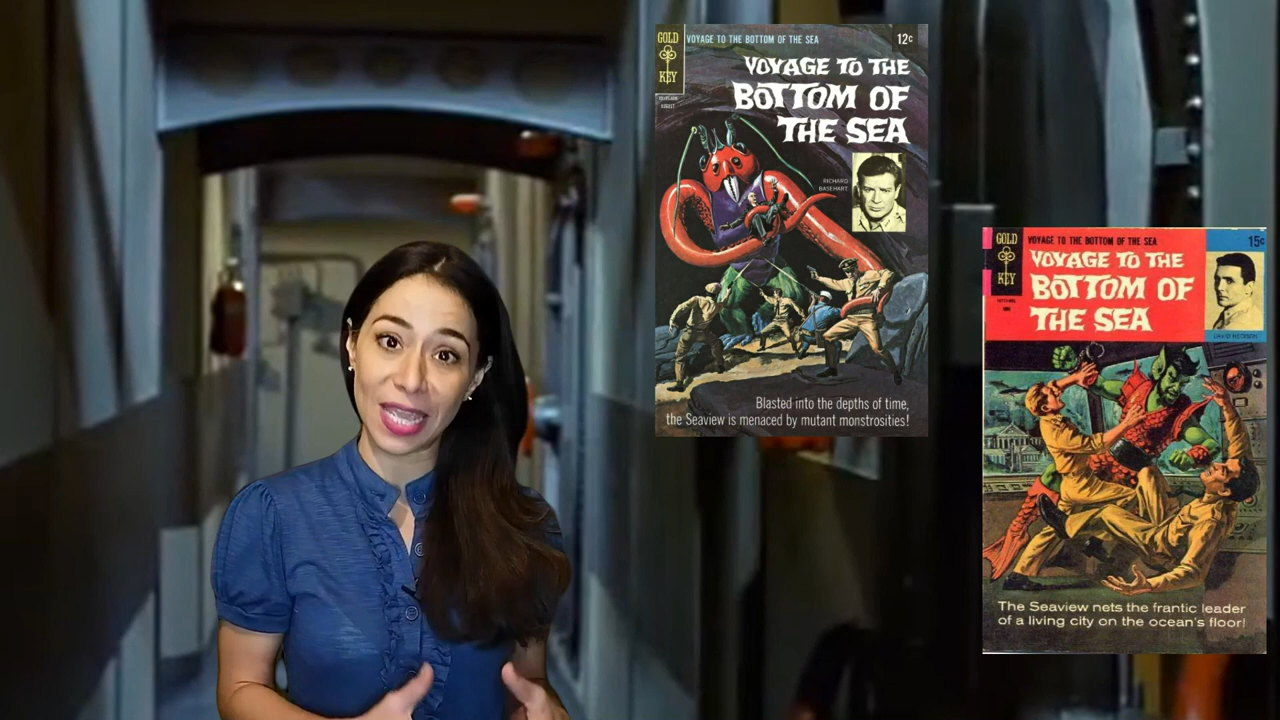 GOLD
KEY
VOYAGE TO THE BOTTOM OF THE SEA
12¢
VOYAGE TO THE
BOTTOM OF
THE SEA
AUGUST
RICHARD
BASEHART
Blasted into the depths of time,
the Seaview is menaced by mutant monstrosities!
GOLD
KEY
VOYAGE TO THE BOTTOM OF THE SEA
15¢
VOYAGE TO THE
BOTTOM OF
THE SEA
DAVID HEDISON
The Seaview nets the frantic leader
of a living city on the ocean's floor!